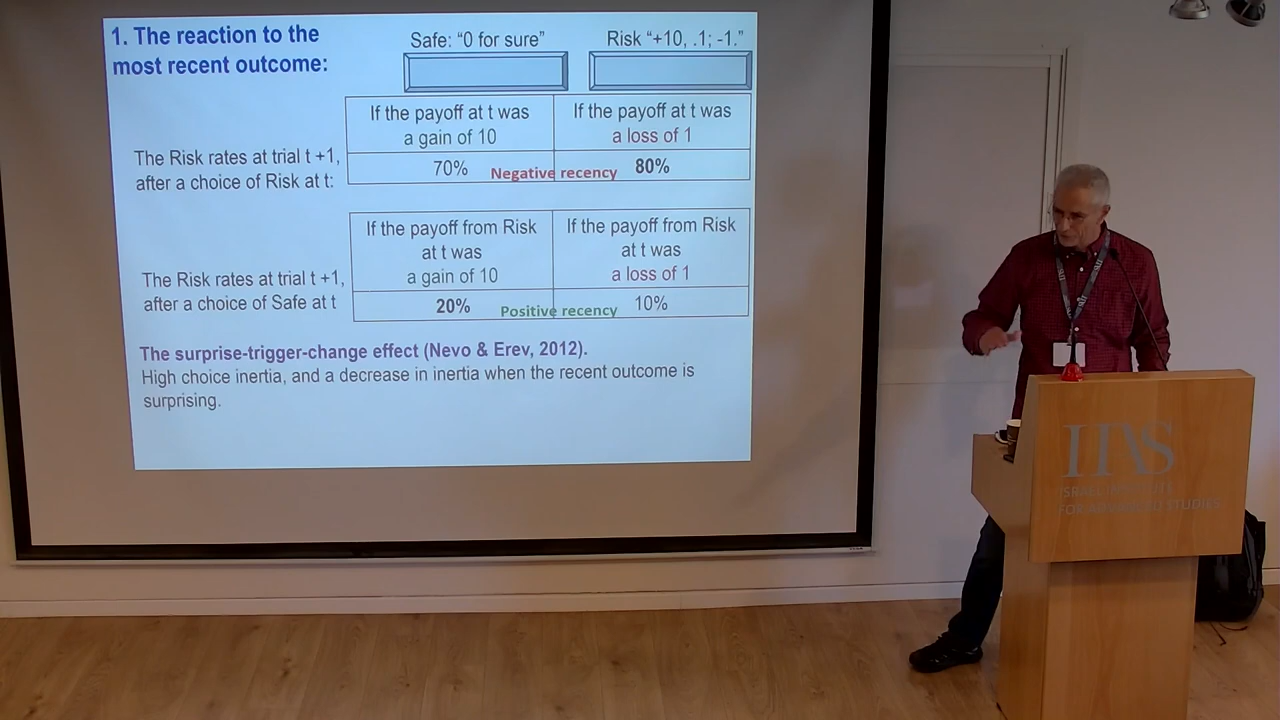 1. The reaction to the
most recent outcome:
Safe: “0 for sure”
Risk “+10, .1; -1.”
If the payoff at t was
a gain of 10
If the payoff at t was
a loss of 1
The Risk rates at trial t +1,
after a choice of Risk at t:
70%
Negative recency
80%
If the payoff from Risk
at t was
a gain of 10
If the payoff from Risk
at t was
a loss of 1
The Risk rates at trial t +1,
after a choice of Safe at t
20%
Positive recency
10%
The surprise-trigger-change effect (Nevo & Erev, 2012).
High choice inertia, and a decrease in inertia when the recent outcome is
surprising.
IIAS
ISRAEL INSTITUTE
FOR ADVANCED STUDIES